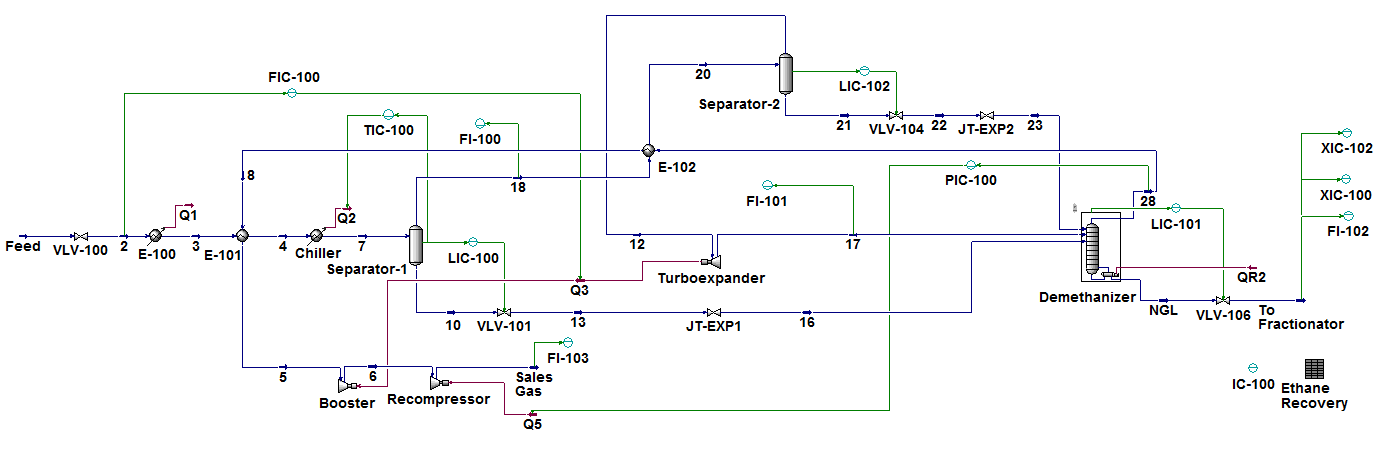 20
FIC-100
Separator-2
LIC-102
TIC-100
FI-100
21
VLV-104
22
JT-EXP2
23
XIC-102
8
18
E-102
PIC-100
FI-101
28
XIC-100
Q1
Q2
LIC-101
FI-102
Feed
VLV-100
2
E-100
3
E-101
4
Chiller
7
Separator-1
LIC-100
12
17
Turboexpander
Q3
QR2
Demethanizer
10
VLV-101
13
JT-EXP1
16
NGL
VLV-106
To
Fractionator
FI-103
5
6
Booster
Recompressor
Sales
Gas
Q5
IC-100
Ethane
Recovery